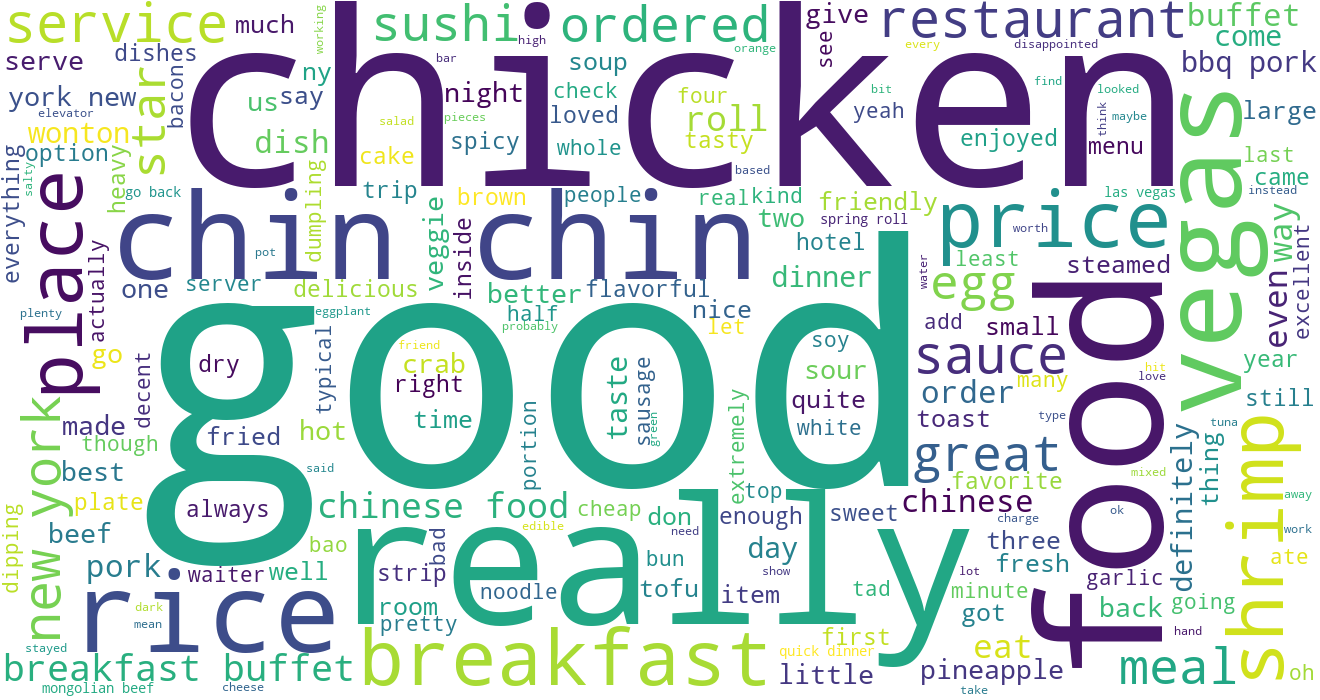 service
much
sushi
high
ordered
give
restaurant
buffet
come
working
orange
see
every
disappointed
bbq pork
serve
dishes
bar
soup
chicken
ny
york new
elevator
bacons
us
say
night
check
four
yeah
bit
find
looked
large
wonton
star
salad
pieces
loved
roll
tasty
think
maybe
option
dish
spicy
whole
enjoyed
menu
last
everything
salty
heavy
cake
based
came
go back
dumpling
trip
brown
people
real
kind
friendly
las vegas
instead
vegas
place
chin chin
veggie
two
spring roll
price
worth
way
pot
inside
hotel
least
steamed
even
excellent
actually
one
server
delicious
better
flavorful
dinner
water
egg
plenty
eggplant
half
nice
probably
let
add
small
good
food
go
dry
typical
friend
crab
right
soy
sour
sauce
hit
love
year
decent
time
taste
sausage
green
quite
white
order
many
toast
type
still
made
though
fried
hot
portion
extremely
great
tuna
shrimp
new york
best
said
favorite
mixed
definitely
thing
plate
always
chinese food
cheap
top
don
enough
sweet
chinese
charge
ok
away
dipping
beef
edible
need
three
work
bao
bad
really
bun
day
fresh
ate
pork
waiter
well
strip
noodle
tofu
show
item
lot
tad
minute
garlic
rice
dark
mean
room
pretty
got
back
going
hand
stayed
breakfast
first
eat
breakfast buffet
quick dinner
little
pineapple
meal
oh
mongolian beef
cheese
take